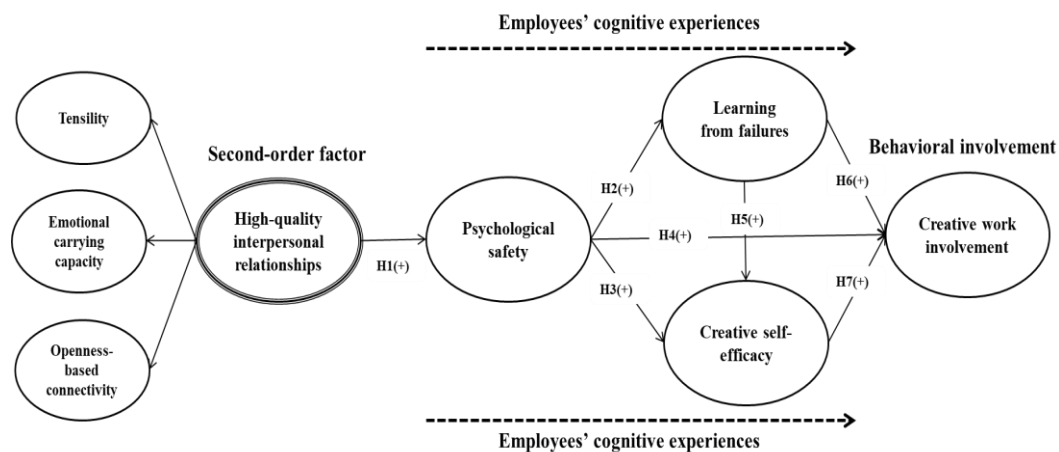 Employees' cognitive experiences
Tensility
Emotional
carrying
capacity
Openness-
based
connectivity
Second-order factor
High-quality
interpersonal
relationships
H1(+)
Psychological
safety
H2(+)
H3(+)
H4(+)
Learning
from failures
H5(+)
Creative self-
efficacy
H6(+)
H7(+)
Behavioral involvement
Creative work
involvement
Employees' cognitive experiences